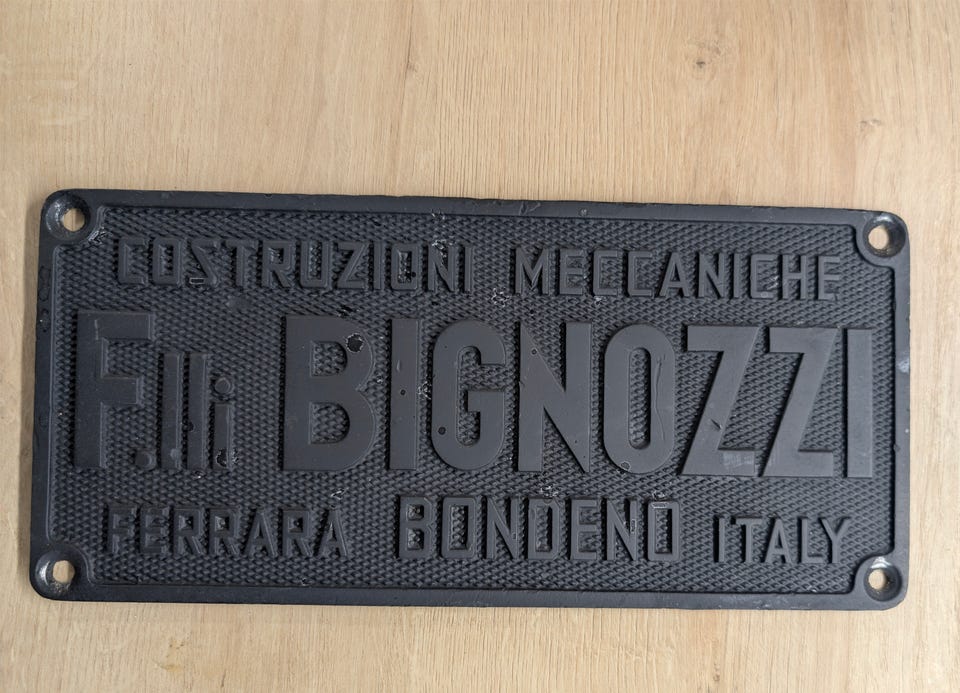 COSTRUZIONI MECCANICHE
F.lli BIGNOZZI
FERRARA BONDENO ITALY